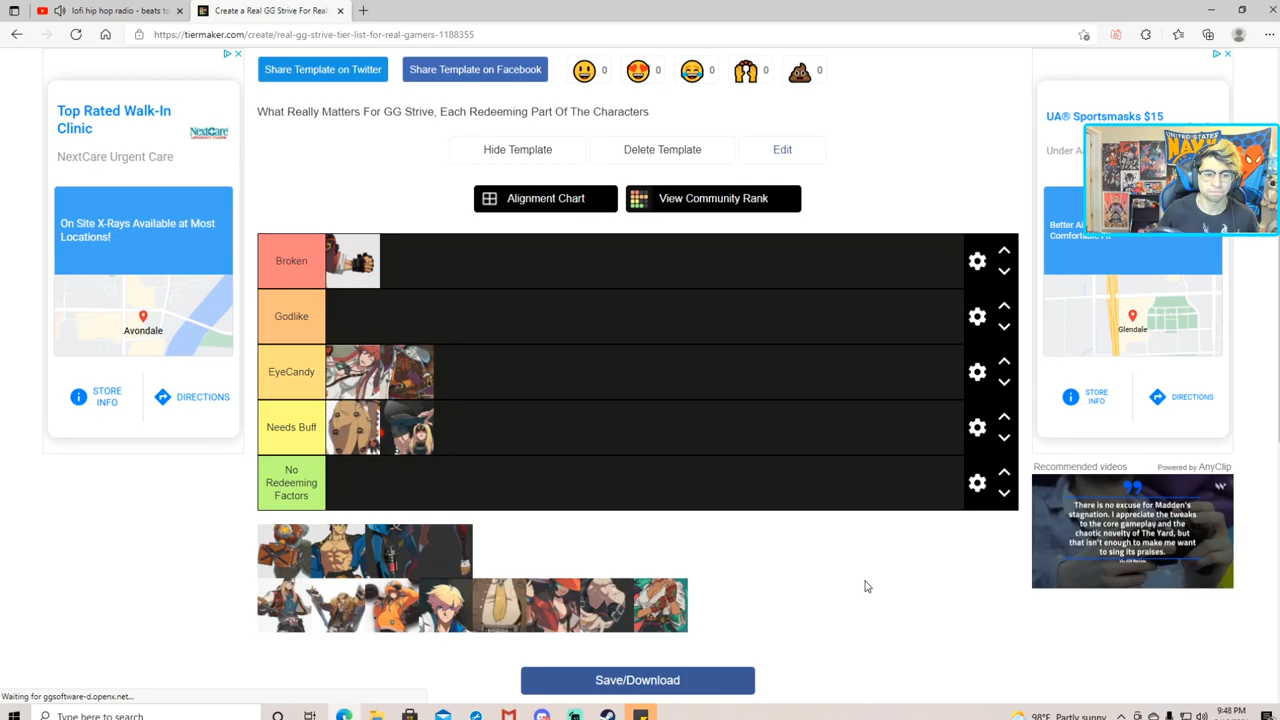 lofi hip hop radio - beats to
Create a Real GG Strive For Real
https://tiermaker.com/create/real-gg-strive-tier-list-for-real-gamers-1188355
Share Template on Twitter
Share Template on Facebook
0
0
0
0
0
What Really Matters For GG Strive, Each Redeeming Part Of The Characters
Hide Template
Delete Template
Edit
Alignment Chart
View Community Rank
Top Rated Walk-In
Clinic
NextCare
URGENT CARE
NextCare Urgent Care
On Site X-Rays Available at Most
Locations!
Avondale
STORE
INFO
DIRECTIONS
Broken
Godlike
EyeCandy
Needs Buff
No
Redeeming
Factors
UA® Sportsmasks $15
UNITED STATES
NAVY
Glendale
STORE
INFO
DIRECTIONS
Recommended videos
Powered by AnyClip
There is no excuse for Madden's
stagnation. I appreciate the tweaks
to the core gameplay and the
chaotic novelty of The Yard, but
that isn't enough to make me want
to sing its praises.
Save/Download
Waiting for ggsoftware-d.openx.net...
Type here to search
98°F Partly sunny
9:48 PM